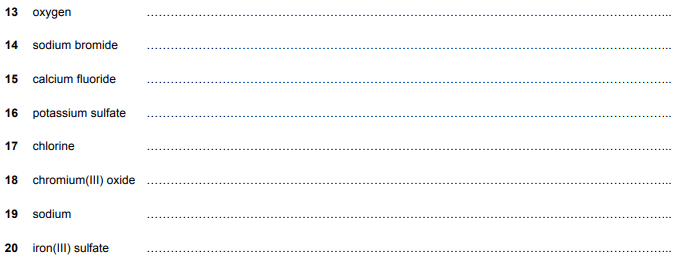 13 oxygen ……………………………………………………………………………………………………………..
14 sodium bromide ……………………………………………………………………………………………………………..
15 calcium fluoride ……………………………………………………………………………………………………………..
16 potassium sulfate ……………………………………………………………………………………………………………..
17 chlorine ……………………………………………………………………………………………………………..
18 chromium(III) oxide ……………………………………………………………………………………………………………..
19 sodium ……………………………………………………………………………………………………………..
20 iron(III) sulfate ……………………………………………………………………………………………………………..